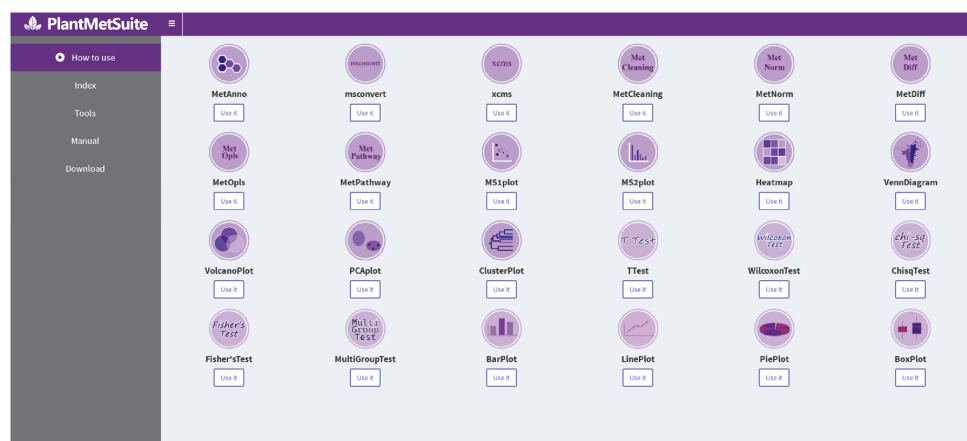 PlantMetSuite
How to use
Index
Tools
Manual
Download
msconvert
xcms
Met
Cleaning
Met
Norm
Met
Diff
MetAnno
msconvert
xcms
MetCleaning
MetNorm
MetDiff
Use it
Use it
Use it
Use it
Use it
Use it
Met
Opls
Met
Pathway
MetOpls
MetPathway
MS1plot
MS2plot
Heatmap
VennDiagram
Use it
Use it
Use it
Use it
Use it
Use it
T Test
Wilcoxon
Test
chi-sq
Test
VolcanoPlot
PCAplot
ClusterPlot
TTest
WilcoxonTest
ChisqTest
Use it
Use it
Use it
Use it
Use it
Use it
Fisher's
Test
Multi
Group
Test
Fisher'sTest
MultiGroupTest
BarPlot
LinePlot
PiePlot
BoxPlot
Use it
Use it
Use it
Use it
Use it
Use it